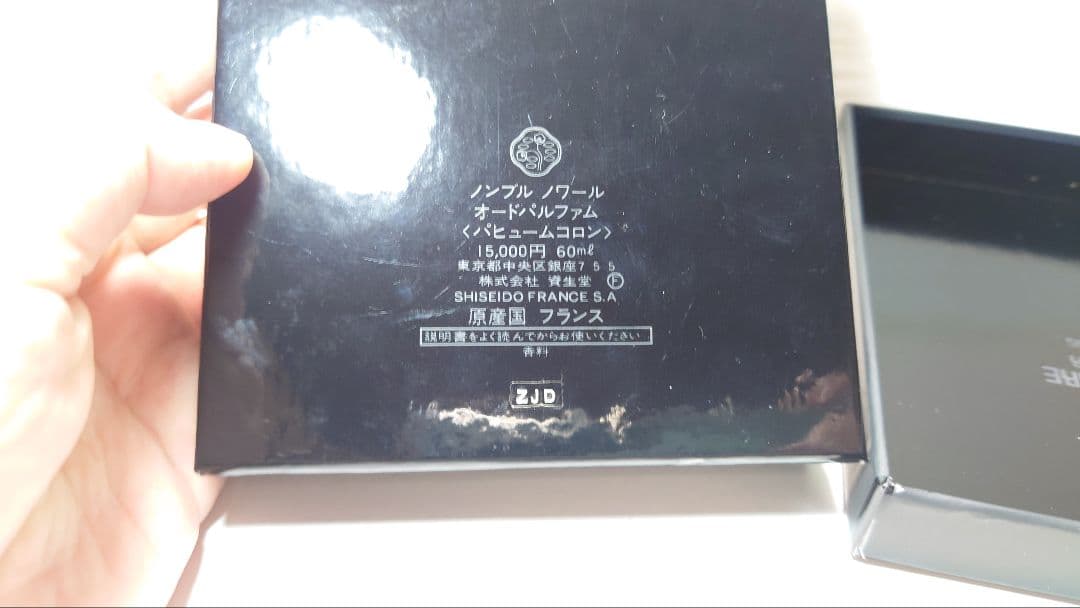 ノンブル ノワール
オードパルファム
〈パヒュームコロン〉
15,000円 60ml
東京都中央区銀座7 5 5
株式会社 資生堂 Ⓕ
SHISEIDO FRANCE S.A
原産国 フランス
説明書をよく読んでからお使いください
香料
ZJD
RE